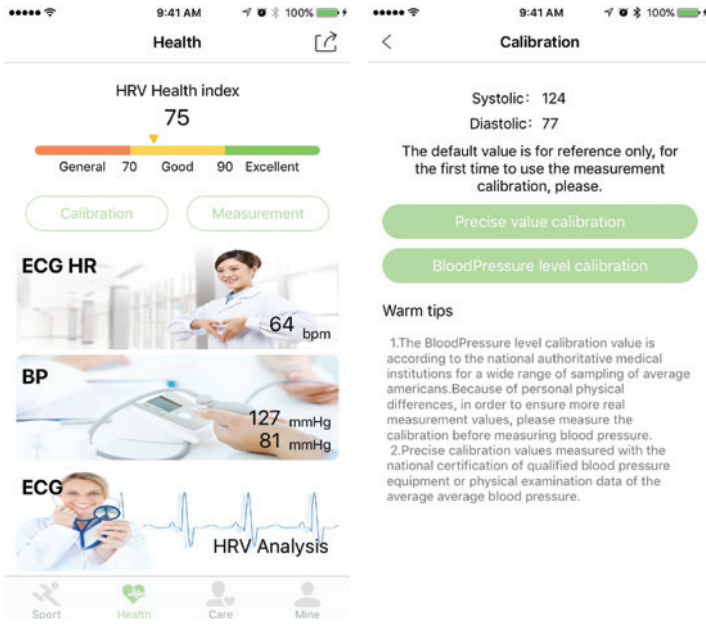 9:41 AM
100%
Health
HRV Health index
75
General 70 Good 90 Excellent
Calibration
Measurement
ECG HR
64 bpm
BP
127 mmHg
81 mmHg
ECG
HRV Analysis
Sport
Health
Care
Mine
9:41 AM
100%
Calibration
Systolic: 124
Diastolic: 77
The default value is for reference only, for
the first time to use the measurement
calibration, please.
Precise value calibration
BloodPressure level calibration
Warm tips
1.The BloodPressure level calibration value is
according to the national authoritative medical
institutions for a wide range of sampling of average
americans.Because of personal physical
differences, in order to ensure more real
measurement values, please measure the
calibration before measuring blood pressure.
2.Precise calibration values measured with the
national certification of qualified blood pressure
equipment or physical examination data of the
average average blood pressure.